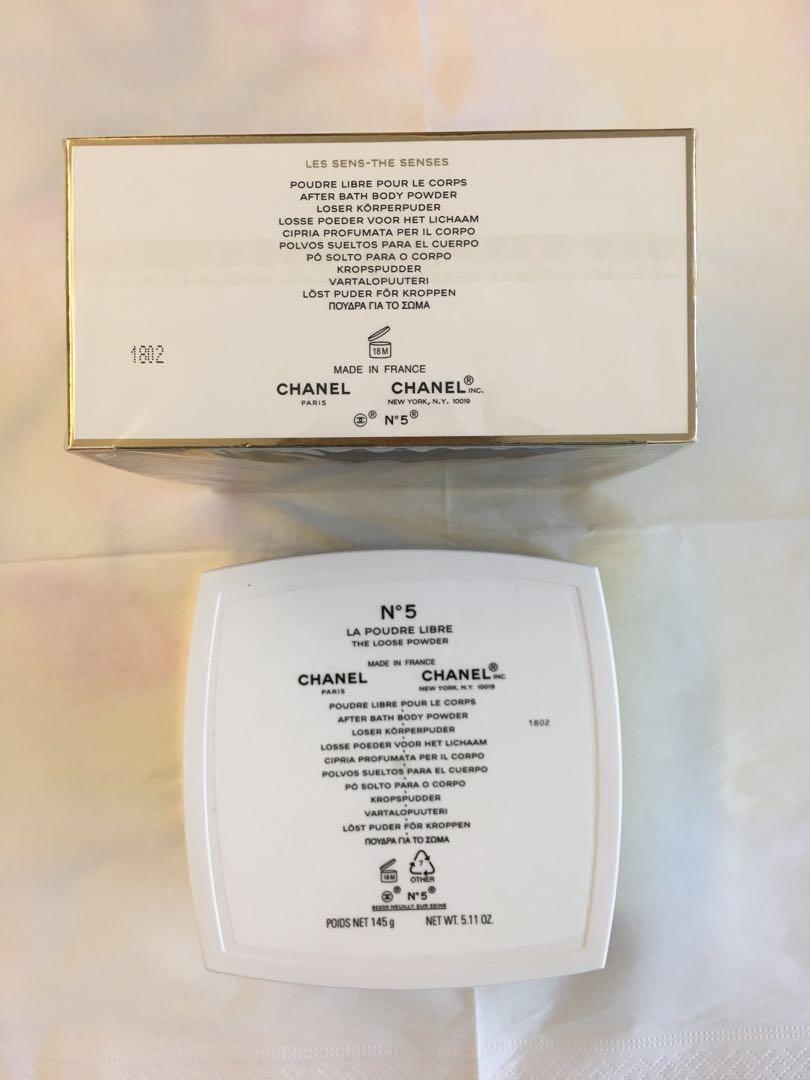 LES SENS-THE SENSES
POUDRE LIBRE POUR LE CORPS
AFTER BATH BODY POWDER
LOSER KÖRPERPUDER
LOSSE POEDER VOOR HET LICHAAM
CIPRIA PROFUMATA PER IL CORPO
POLVOS SUELTOS PARA EL CUERPO
PÓ SOLTO PARA O CORPO
KROPSPUDDER
VARTALOPUUTERI
LÖST PUDER FÖR KROPPEN
ΠΟΥΔΡΑ ΓΙΑ ΤΟ ΣΩΜΑ
1802
18M
MADE IN FRANCE
CHANEL CHANEL® INC.
PARIS NEW YORK, N.Y. 10019
® N°5®
N°5
LA POUDRE LIBRE
THE LOOSE POWDER
MADE IN FRANCE
CHANEL CHANEL® INC.
PARIS NEW YORK, N.Y. 10019
POUDRE LIBRE POUR LE CORPS
AFTER BATH BODY POWDER
1802
LOSER KÖRPERPUDER
LOSSE POEDER VOOR HET LICHAAM
CIPRIA PROFUMATA PER IL CORPO
POLVOS SUELTOS PARA EL CUERPO
PÓ SOLTO PARA O CORPO
KROPSPUDDER
VARTALOPUUTERI
LÖST PUDER FÖR KROPPEN
ΠΟΥΔΡΑ ΓΙΑ ΤΟ ΣΩΜΑ
18M 7
OTHER
® N°5®
92200 NEUILLY SUR SEINE
POIDS NET 145 g NET WT. 5.11 OZ.